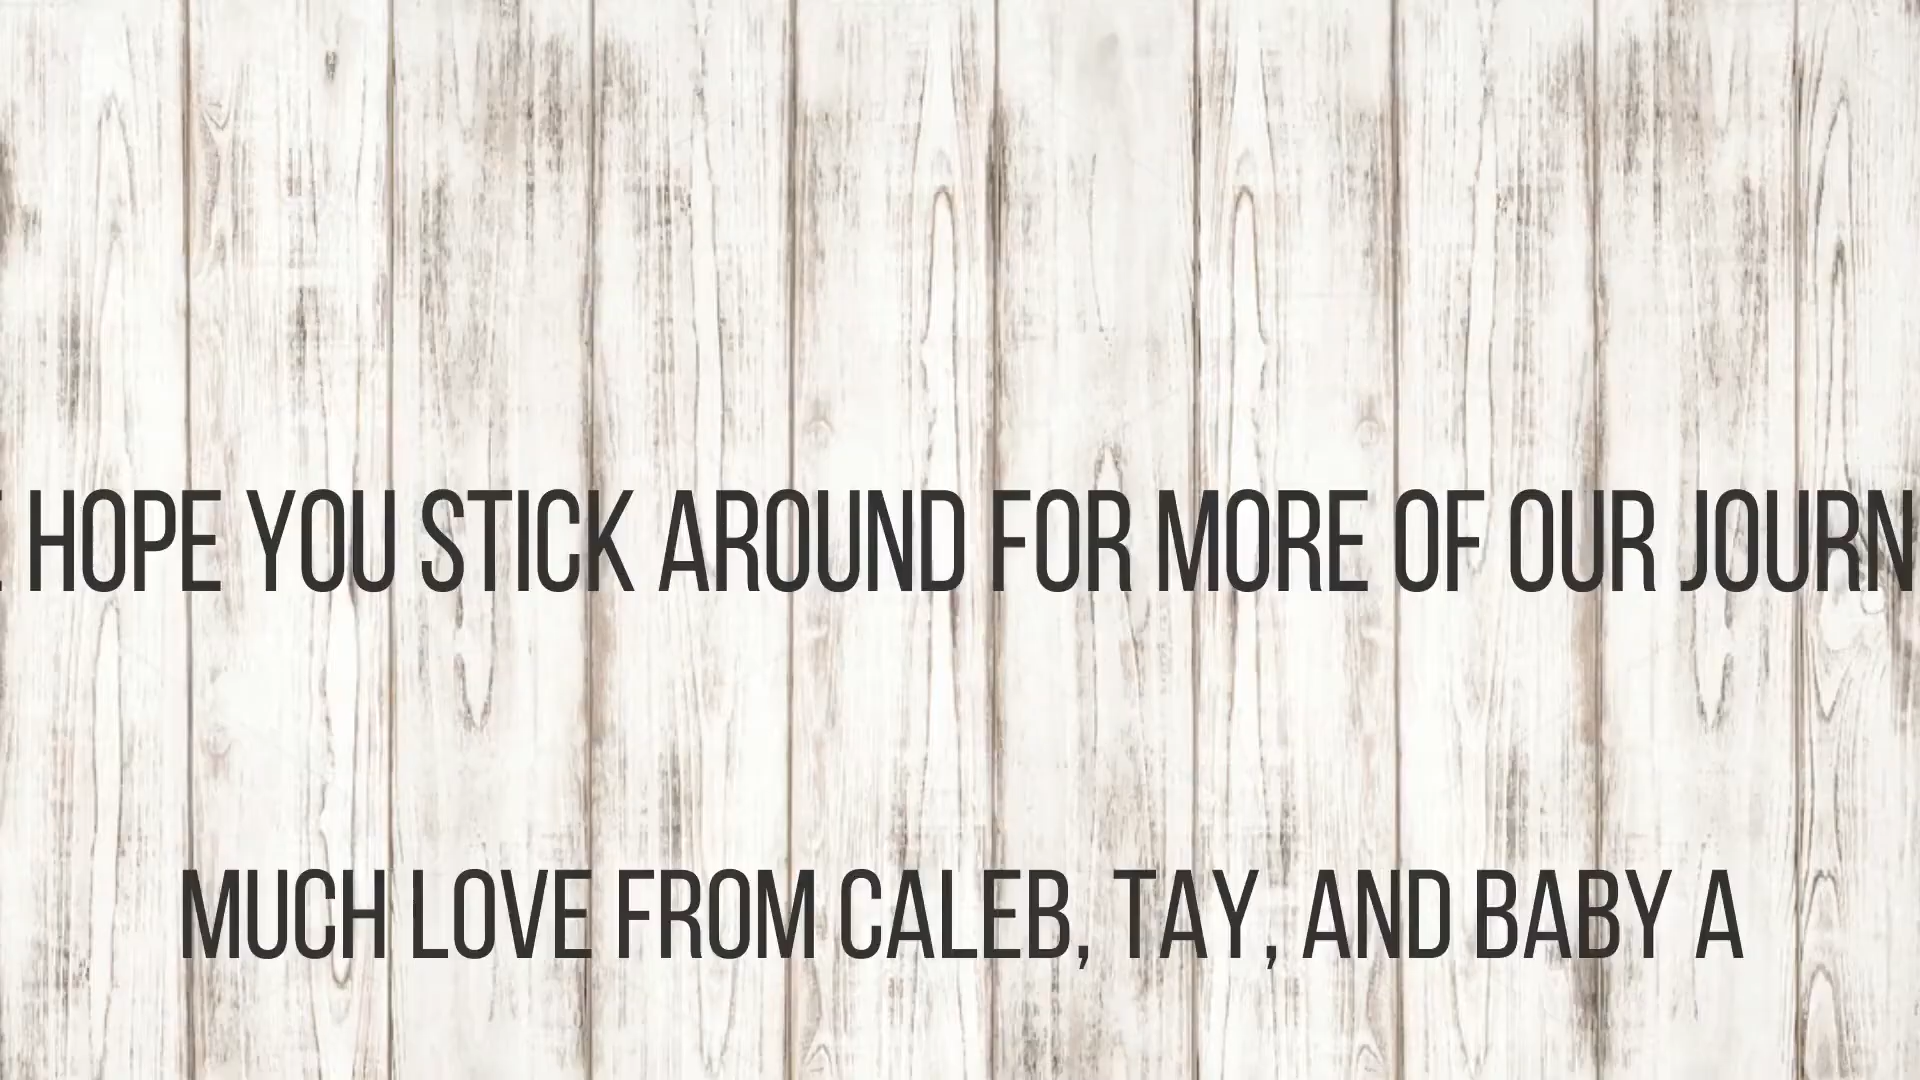 HOPE YOU STICK AROUND FOR MORE OF OUR JOURN
MUCH LOVE FROM CALEB, TAY, AND BABY A